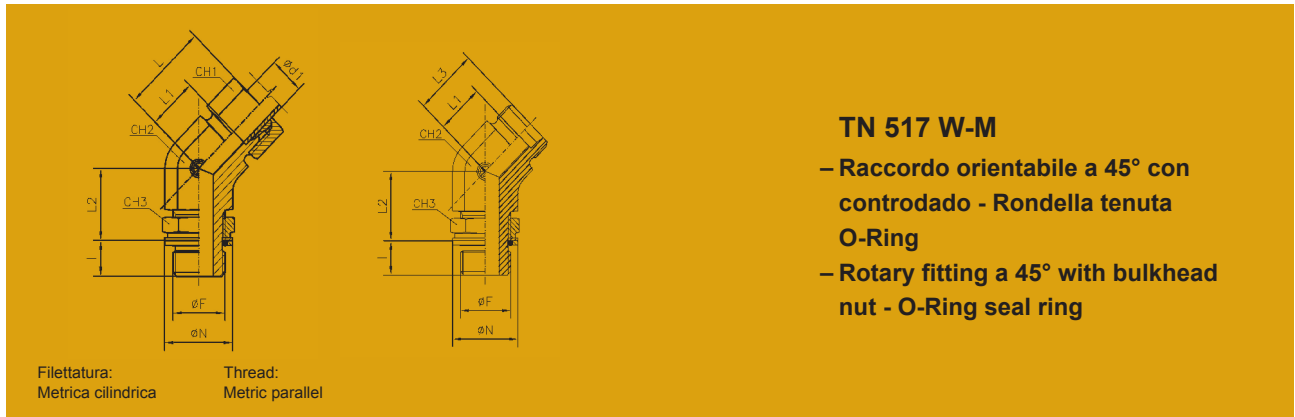 L
CH1
Ød1
L1
CH2
L2
CH3
I
øF
øN
L3
L1
CH2
L2
CH3
I
øF
øN
TN 517 W-M
– Raccordo orientabile a 45° con
controdado - Rondella tenuta
O-Ring
– Rotary fitting a 45° with bulkhead
nut - O-Ring seal ring
Filettatura:
Metrica cilindrica
Thread:
Metric parallel